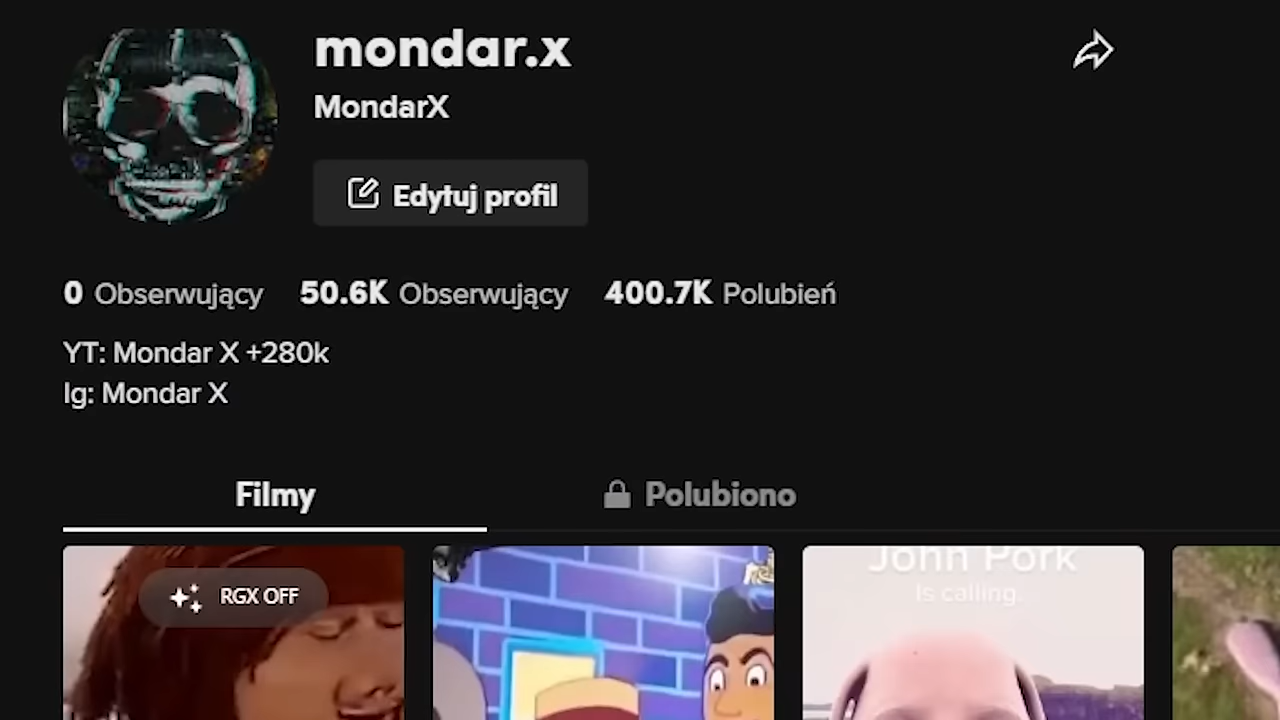 mondar.x
MondarX
Edytuj profil
0 Obserwujący 50.6K Obserwujący 400.7K Polubień
YT: Mondar X +280k
Ig: Mondar X
Filmy Polubiono
RGX OFF
John Pork
Is calling.